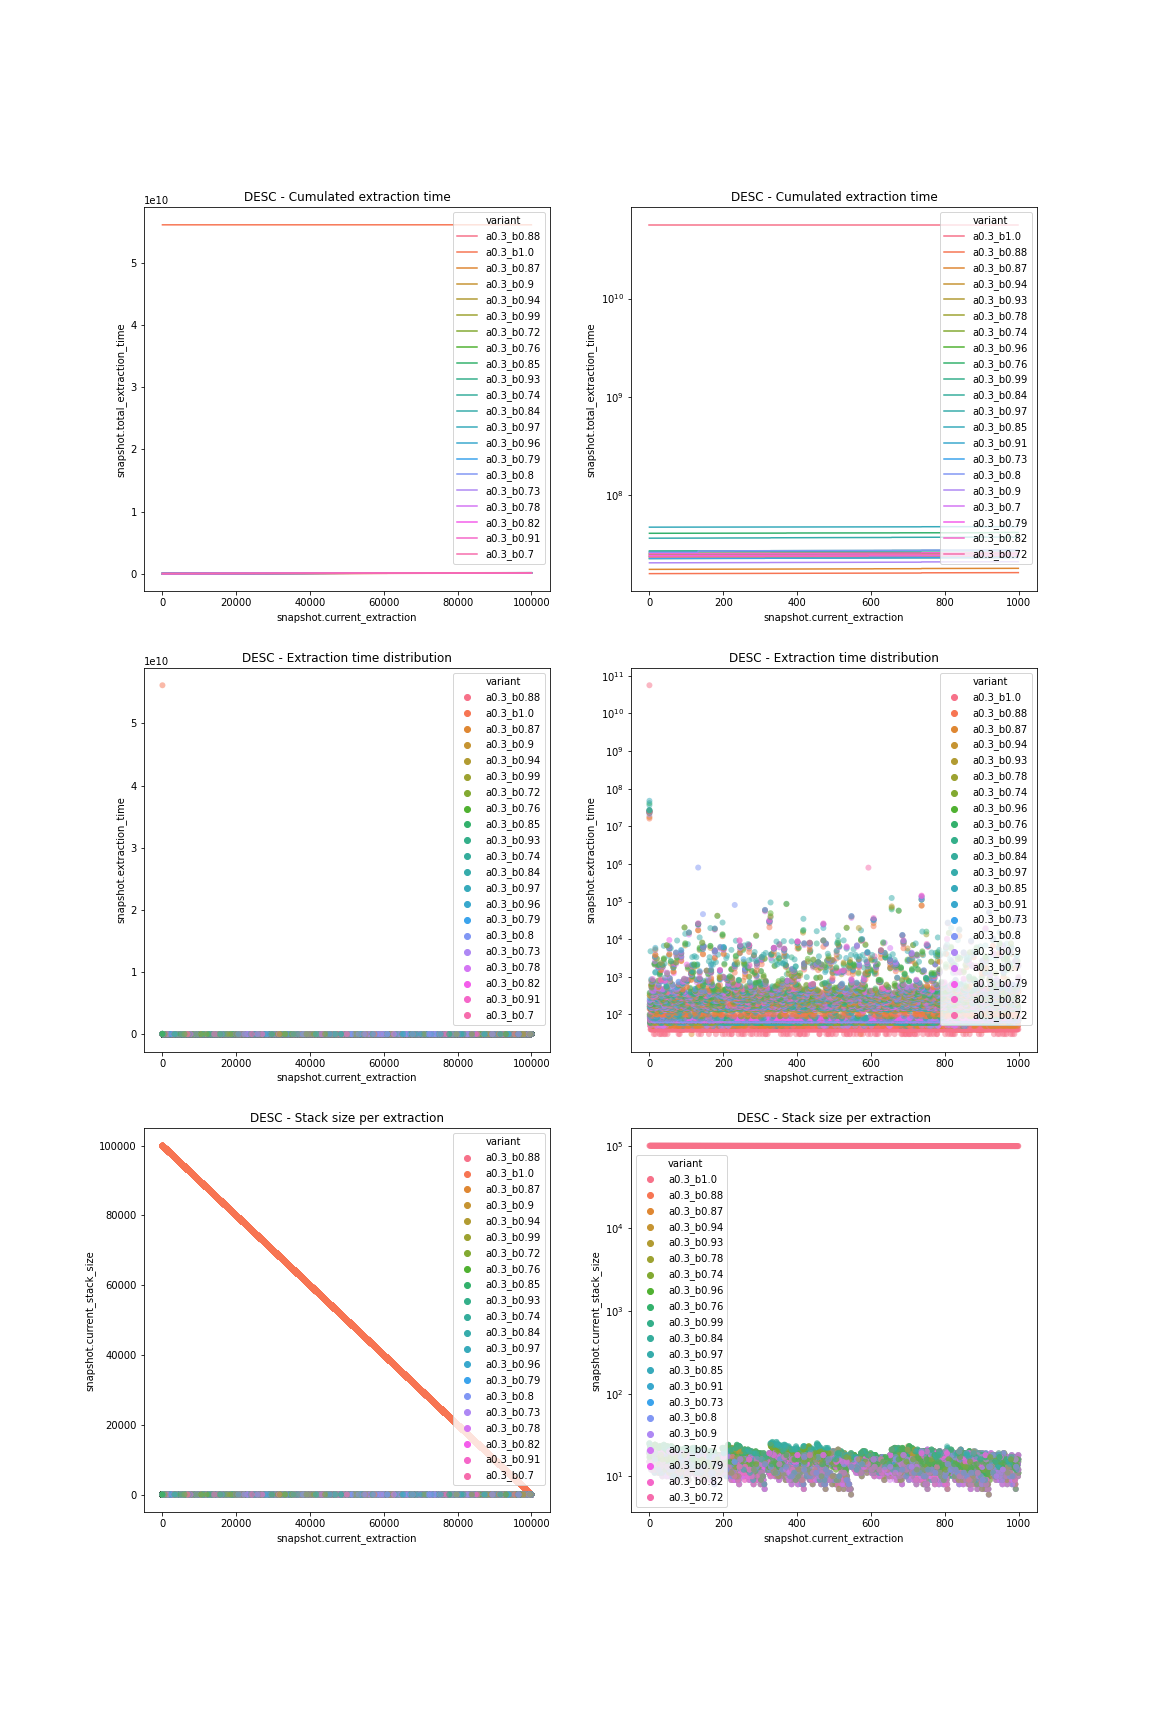 DESC - Cumulated extraction time
1e10
snapshot.total_extraction_time
5
4
3
2
1
0
0 20000 40000 60000 80000 100000
snapshot.current_extraction
variant
a0.3_b0.88
a0.3_b1.0
a0.3_b0.87
a0.3_b0.9
a0.3_b0.94
a0.3_b0.99
a0.3_b0.72
a0.3_b0.76
a0.3_b0.85
a0.3_b0.93
a0.3_b0.74
a0.3_b0.84
a0.3_b0.97
a0.3_b0.96
a0.3_b0.79
a0.3_b0.8
a0.3_b0.73
a0.3_b0.78
a0.3_b0.82
a0.3_b0.91
a0.3_b0.7
DESC - Cumulated extraction time
snapshot.total_extraction_time
10^10
10^9
10^8
0 200 400 600 800 1000
snapshot.current_extraction
variant
a0.3_b1.0
a0.3_b0.88
a0.3_b0.87
a0.3_b0.94
a0.3_b0.93
a0.3_b0.78
a0.3_b0.74
a0.3_b0.96
a0.3_b0.76
a0.3_b0.99
a0.3_b0.84
a0.3_b0.97
a0.3_b0.85
a0.3_b0.91
a0.3_b0.73
a0.3_b0.8
a0.3_b0.9
a0.3_b0.7
a0.3_b0.79
a0.3_b0.82
a0.3_b0.72
DESC - Extraction time distribution
1e10
snapshot.extraction_time
5
4
3
2
1
0
0 20000 40000 60000 80000 100000
snapshot.current_extraction
variant
a0.3_b0.88
a0.3_b1.0
a0.3_b0.87
a0.3_b0.9
a0.3_b0.94
a0.3_b0.99
a0.3_b0.72
a0.3_b0.76
a0.3_b0.85
a0.3_b0.93
a0.3_b0.74
a0.3_b0.84
a0.3_b0.97
a0.3_b0.96
a0.3_b0.79
a0.3_b0.8
a0.3_b0.73
a0.3_b0.78
a0.3_b0.82
a0.3_b0.91
a0.3_b0.7
DESC - Extraction time distribution
snapshot.extraction_time
10^11
10^10
10^9
10^8
10^7
10^6
10^5
10^4
10^3
10^2
0 200 400 600 800 1000
snapshot.current_extraction
variant
a0.3_b1.0
a0.3_b0.88
a0.3_b0.87
a0.3_b0.94
a0.3_b0.93
a0.3_b0.78
a0.3_b0.74
a0.3_b0.96
a0.3_b0.76
a0.3_b0.99
a0.3_b0.84
a0.3_b0.97
a0.3_b0.85
a0.3_b0.91
a0.3_b0.73
a0.3_b0.8
a0.3_b0.9
a0.3_b0.7
a0.3_b0.79
a0.3_b0.82
a0.3_b0.72
DESC - Stack size per extraction
snapshot.current_stack_size
100000
80000
60000
40000
20000
0
0 20000 40000 60000 80000 100000
snapshot.current_extraction
variant
a0.3_b0.88
a0.3_b1.0
a0.3_b0.87
a0.3_b0.9
a0.3_b0.94
a0.3_b0.99
a0.3_b0.72
a0.3_b0.76
a0.3_b0.85
a0.3_b0.93
a0.3_b0.74
a0.3_b0.84
a0.3_b0.97
a0.3_b0.96
a0.3_b0.79
a0.3_b0.8
a0.3_b0.73
a0.3_b0.78
a0.3_b0.82
a0.3_b0.91
a0.3_b0.7
DESC - Stack size per extraction
snapshot.current_stack_size
10^5
10^4
10^3
10^2
10^1
0 200 400 600 800 1000
snapshot.current_extraction
variant
a0.3_b1.0
a0.3_b0.88
a0.3_b0.87
a0.3_b0.94
a0.3_b0.93
a0.3_b0.78
a0.3_b0.74
a0.3_b0.96
a0.3_b0.76
a0.3_b0.99
a0.3_b0.84
a0.3_b0.97
a0.3_b0.85
a0.3_b0.91
a0.3_b0.73
a0.3_b0.8
a0.3_b0.9
a0.3_b0.7
a0.3_b0.79
a0.3_b0.82
a0.3_b0.72